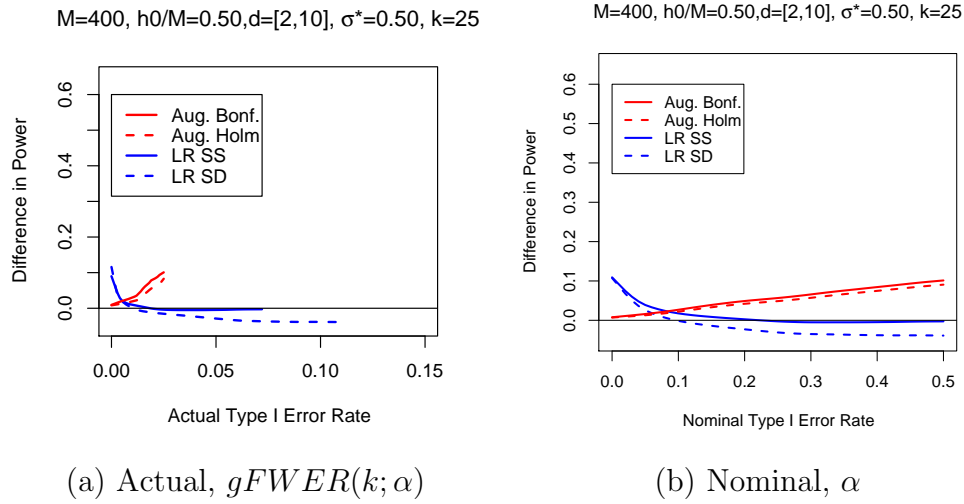 M=400, h0/M=0.50,d=[2,10], σ*=0.50, k=25
Difference in Power
0.0
0.2
0.4
0.6
Aug. Bonf.
Aug. Holm
LR SS
LR SD
0.00
0.05
0.10
0.15
Actual Type I Error Rate
(a) Actual, gFWER(k; α)
M=400, h0/M=0.50,d=[2,10], σ*=0.50, k=25
Difference in Power
0.0
0.1
0.2
0.3
0.4
0.5
0.6
Aug. Bonf.
Aug. Holm
LR SS
LR SD
0.0
0.1
0.2
0.3
0.4
0.5
Nominal Type I Error Rate
(b) Nominal, α